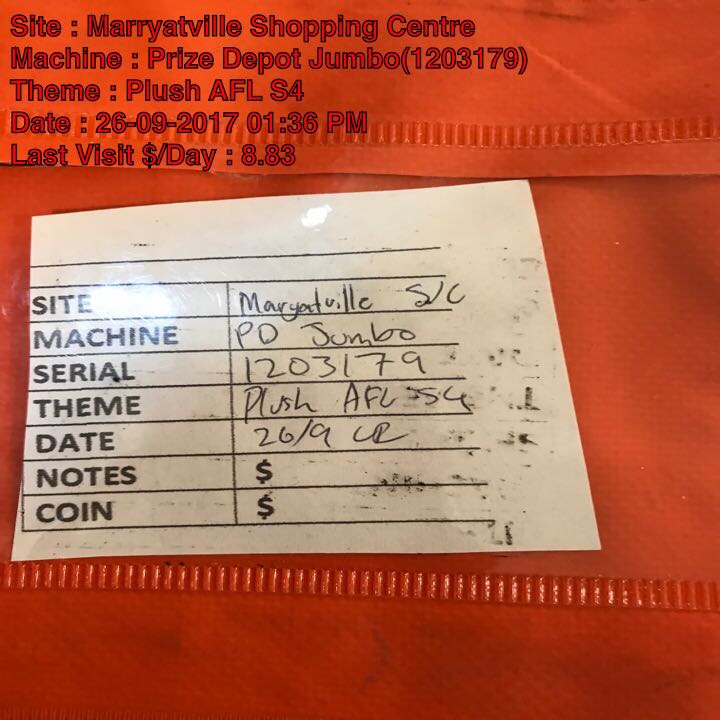 Site : Marryatville Shopping Centre
Machine : Prize Depot Jumbo(1203179)
Theme : Plush AFL S4
Date : 26-09-2017 01:36 PM
Last Visit $/Day : 8.83
SITE Maryatville S/C
MACHINE PD Jumbo
SERIAL 1203179
THEME Plush AFL S4
DATE 26/9
NOTES $
COIN $